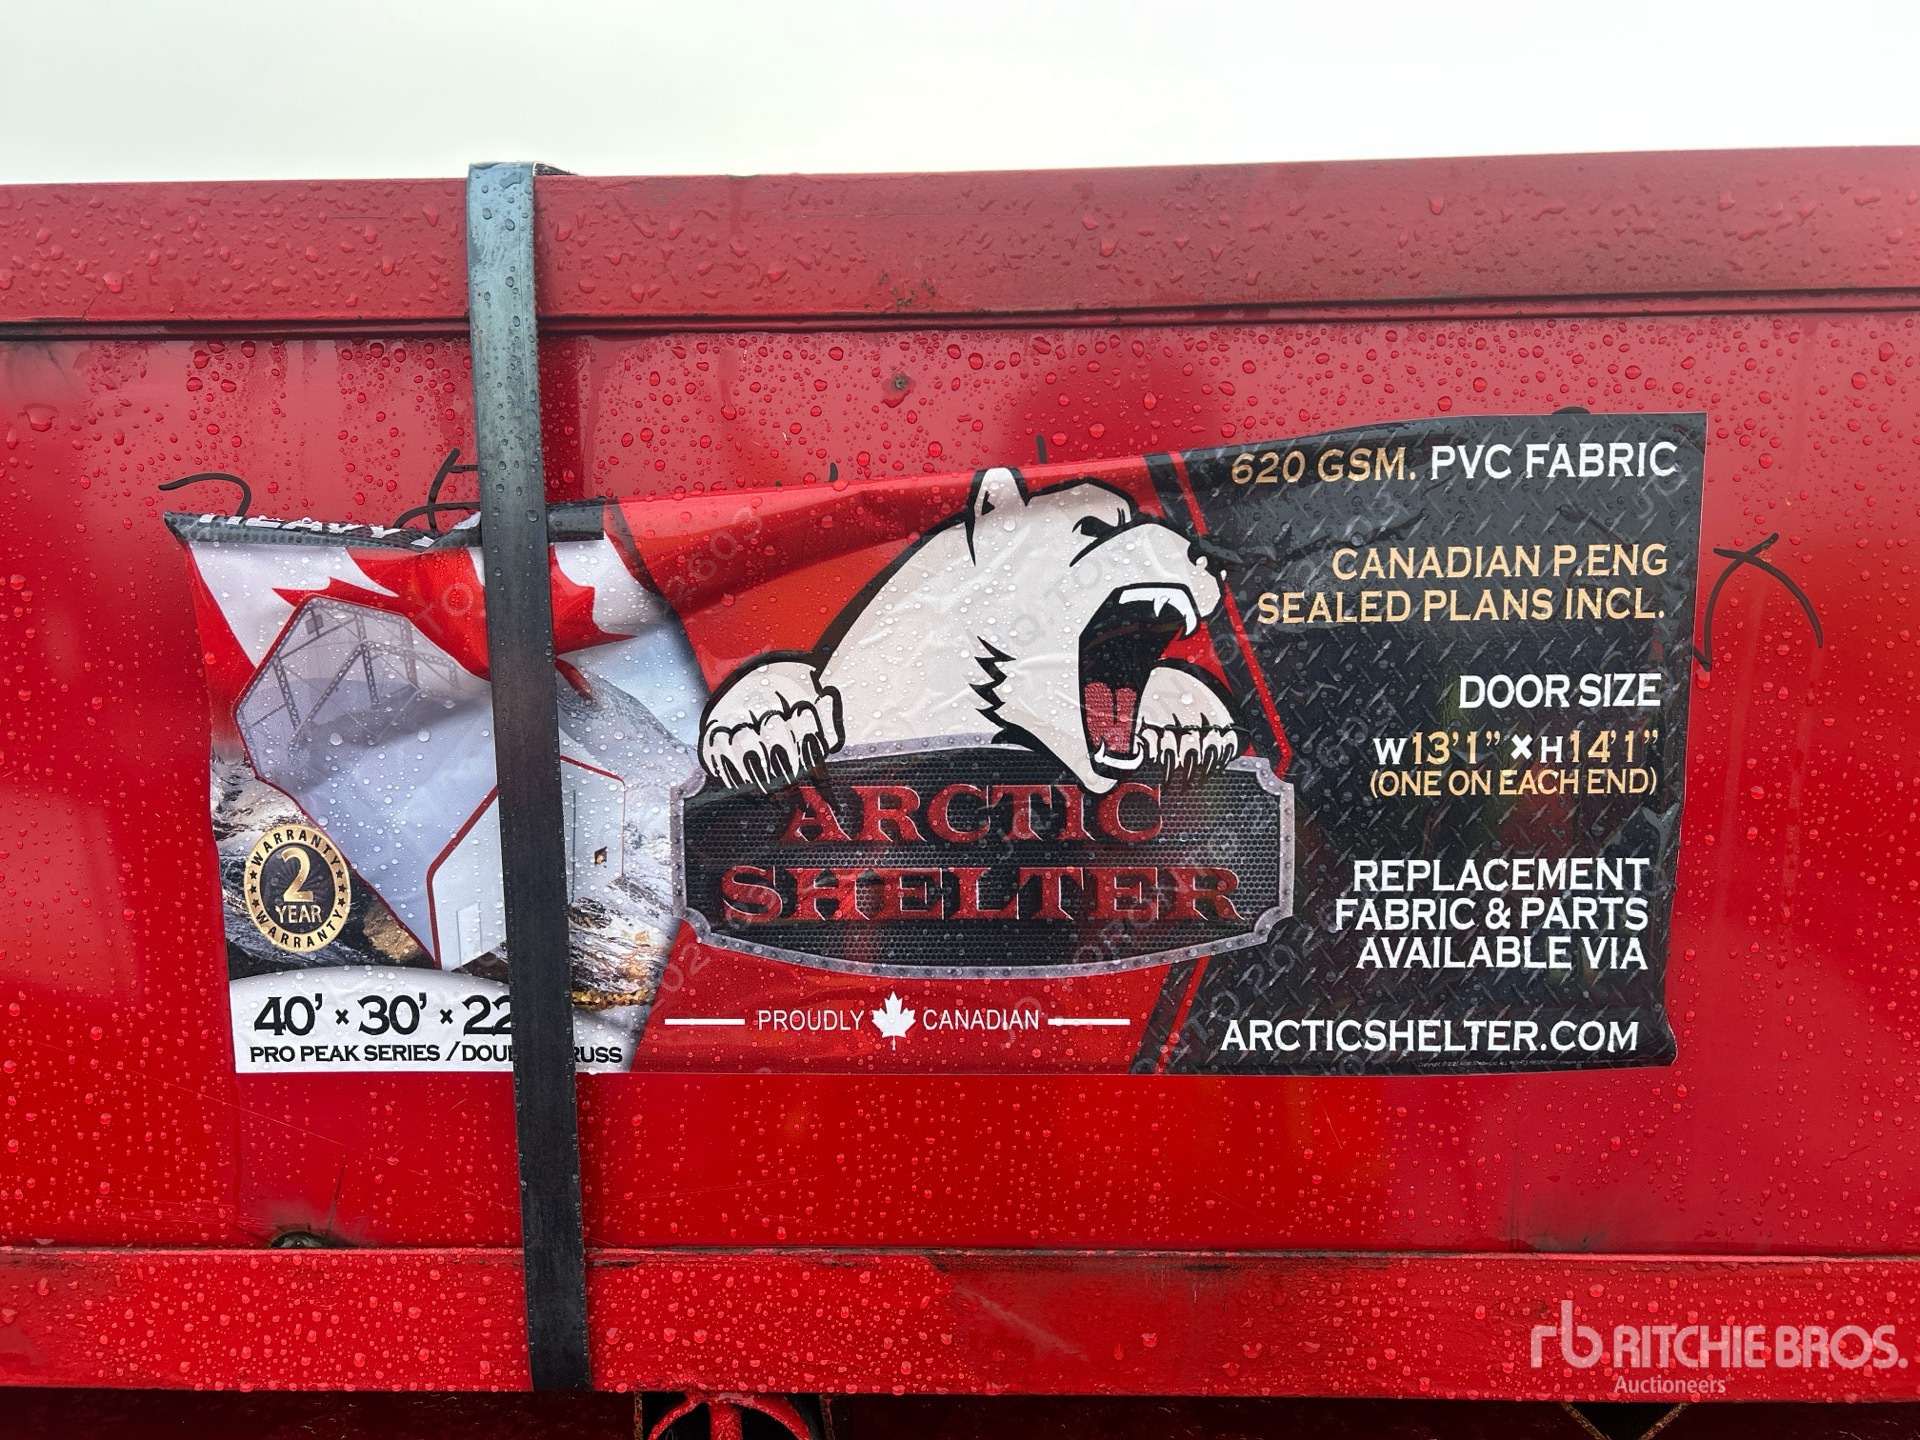 620 GSM. PVC FABRIC
CANADIAN P.ENG
SEALED PLANS INCL.
DOOR SIZE
W13'1" × H14'1"
(ONE ON EACH END)
REPLACEMENT
FABRIC & PARTS
AVAILABLE VIA
ARCTICSHELTER.COM
ARCTIC
SHELTER
PROUDLY CANADIAN
WARRANTY
2
YEAR
WARRANTY
40' × 30' × 22
PRO PEAK SERIES / DOU RUSS
rb RITCHIE BROS.
Auctioneers